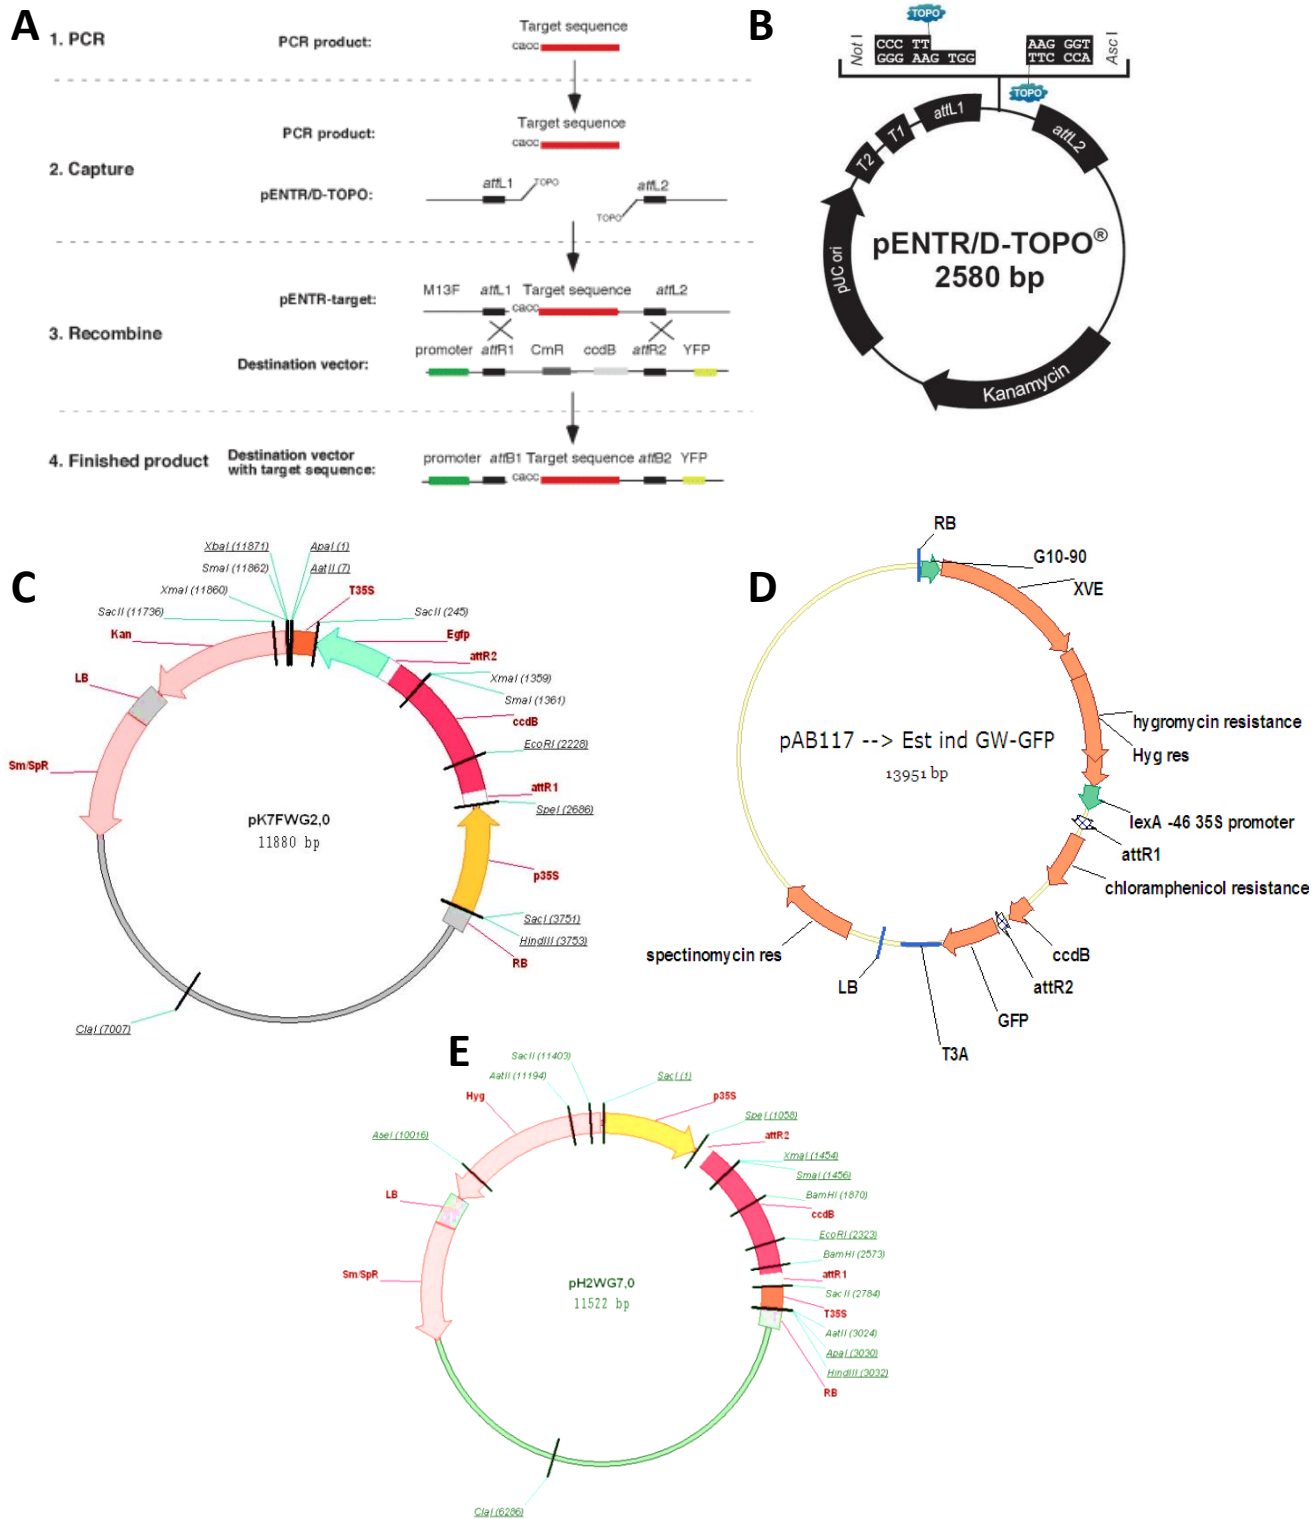 A
1. PCR
PCR product:
Target sequence
cacc
PCR product:
Target sequence
cacc
2. Capture
pENTR/D-TOPO:
attL1
TOPO
attL2
TOPO
pENTR-target:
M13F attL1 Target sequence attL2
cacc
3. Recombine
Destination vector:
promoter attR1 CmR ccdB attR2 YFP
4. Finished product
Destination vector
with target sequence:
promoter attB1 Target sequence attB2 YFP
cacc
B
TOPO
Not I
CCC TT
GGG AAG TGG
AAG GGT
TTC CCA
Asc I
TOPO
attL1
attL2
T1
T2
pUC ori
pENTR/D-TOPO®
2580 bp
Kanamycin
C
XbaI (11871)
ApaI (1)
SmaI (11862)
AatII (7)
XmaI (11860)
T35S
SacII (11736)
SacII (245)
Kan
Egfp
attR2
LB
XmaI (1359)
SmaI (1361)
ccdB
EcoRI (2228)
Sm/SpR
attR1
SpeI (2686)
pK7FWG2,0
11880 bp
p35S
SacI (3751)
HindIII (3753)
RB
ClaI (7007)
D
RB
G10-90
XVE
pAB117 --> Est ind GW-GFP
13951 bp
hygromycin resistance
Hyg res
lexA -46 35S promoter
attR1
chloramphenicol resistance
spectinomycin res
ccdB
LB
attR2
GFP
T3A
E
SacII (11403)
AatII (11194)
SacI (1)
Hyg
p35S
SpeI (1058)
AseI (10016)
attR2
XmaI (1454)
SmaI (1456)
LB
BamHI (1870)
ccdB
EcoRI (2323)
BamHI (2573)
Sm/SpR
attR1
pH2WG7,0
11522 bp
SacII (2784)
T35S
AatII (3024)
ApaI (3030)
HindIII (3032)
RB
ClaI (6286)